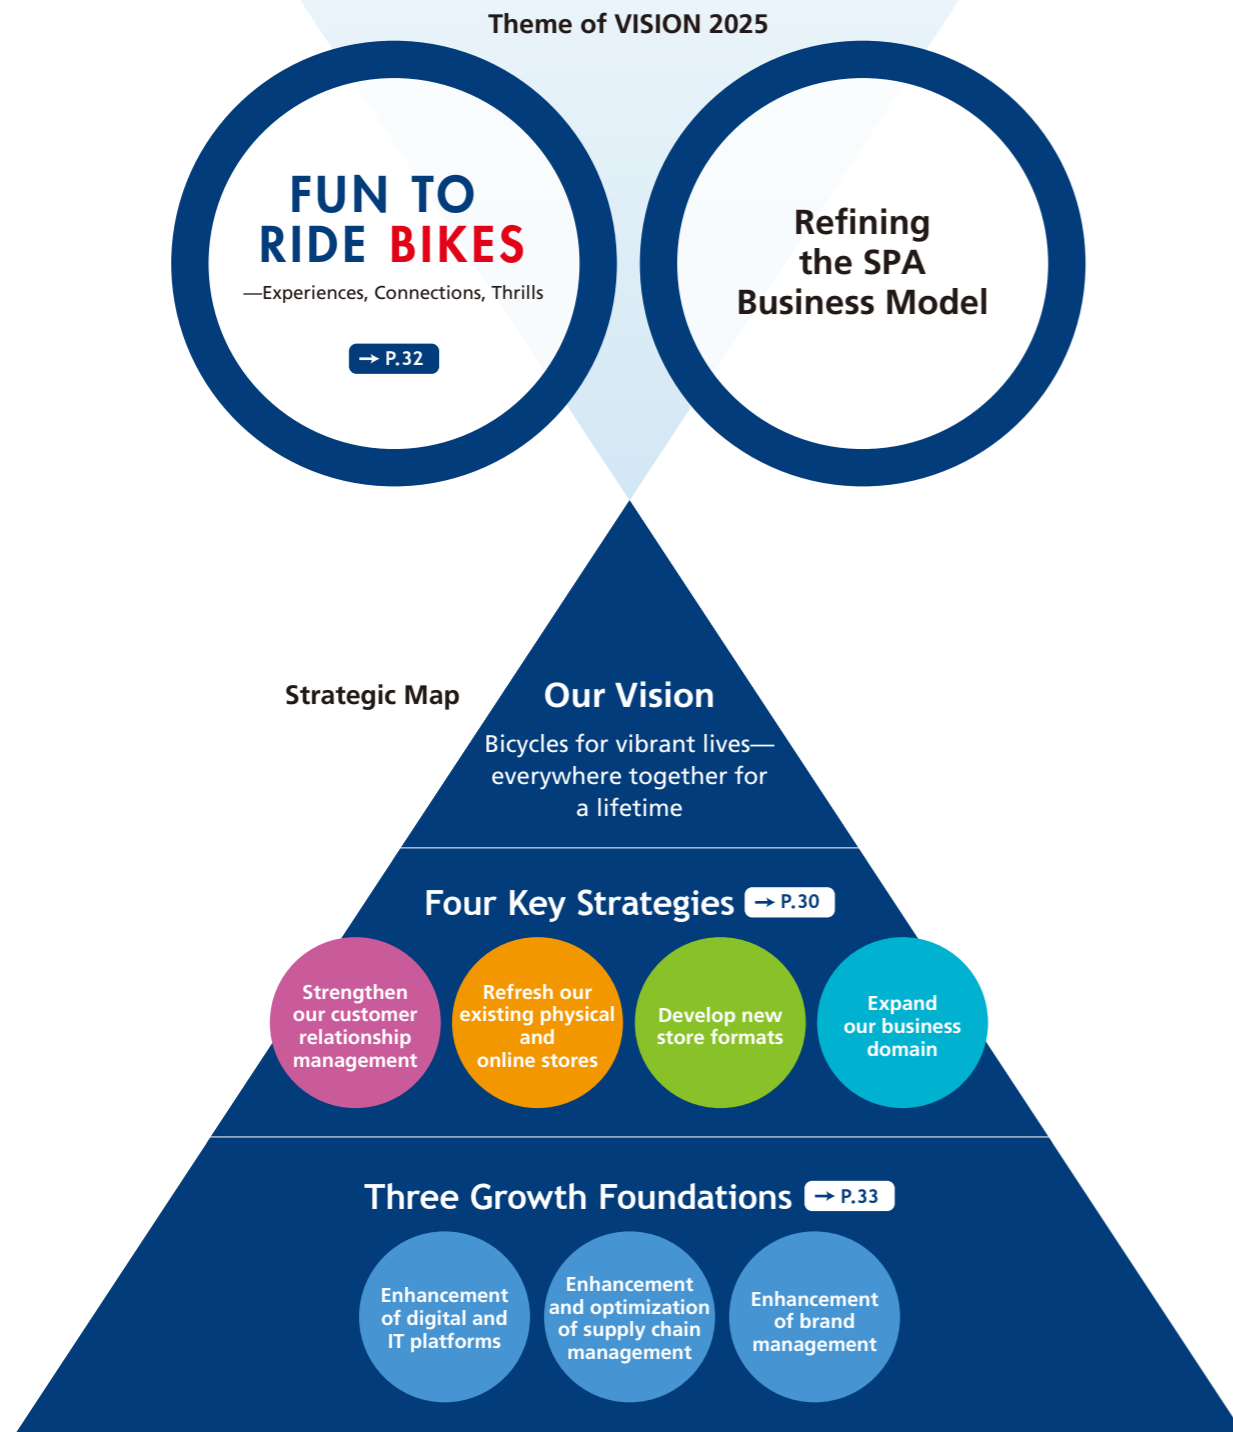 Theme of VISION 2025
FUN TO
RIDE BIKES
—Experiences, Connections, Thrills
→ P.32
Refining
the SPA
Business Model
Strategic Map
Our Vision
Bicycles for vibrant lives—
everywhere together for
a lifetime
Four Key Strategies → P.30
Strengthen
our customer
relationship
management
Refresh our
existing physical
and
online stores
Develop new
store formats
Expand
our business
domain
Three Growth Foundations → P.33
Enhancement
of digital and
IT platforms
Enhancement
and optimization
of supply chain
management
Enhancement
of brand
management